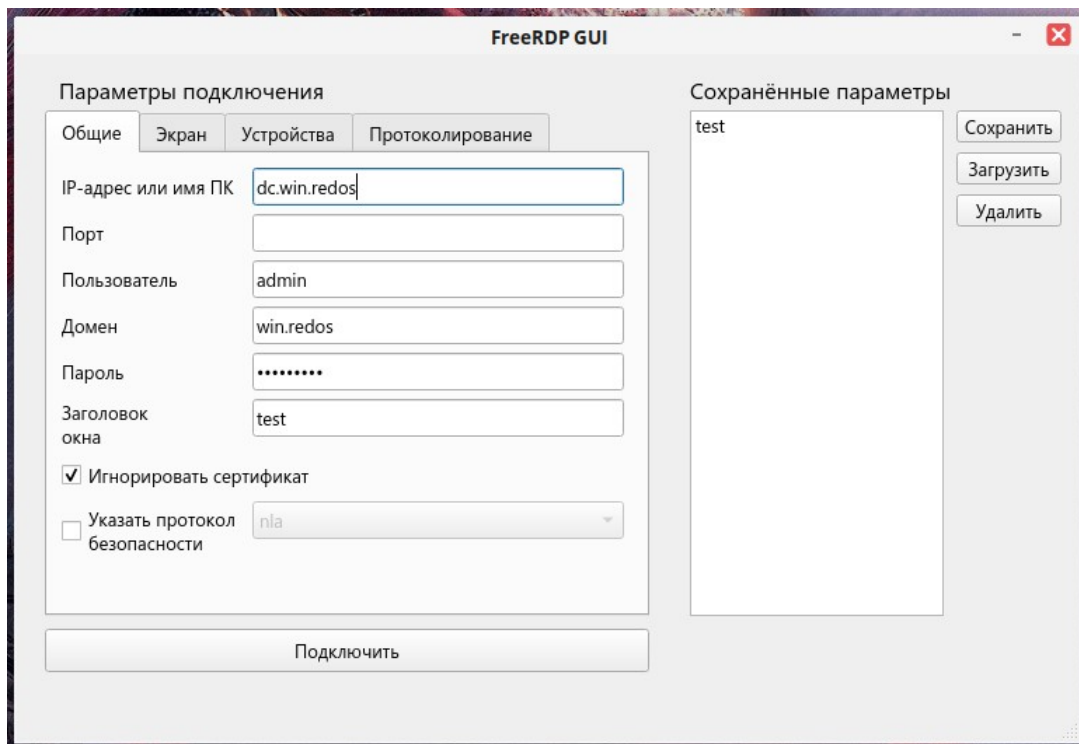 FreeRDP GUI
Параметры подключения
Общие
Экран
Устройства
Протоколирование
IP-адрес или имя ПК
dc.win.redos
Порт
Пользователь
admin
Домен
win.redos
Пароль
•••••••••
Заголовок
окна
test
Игнорировать сертификат
Указать протокол
безопасности
nla
Подключить
Сохранённые параметры
test
Сохранить
Загрузить
Удалить